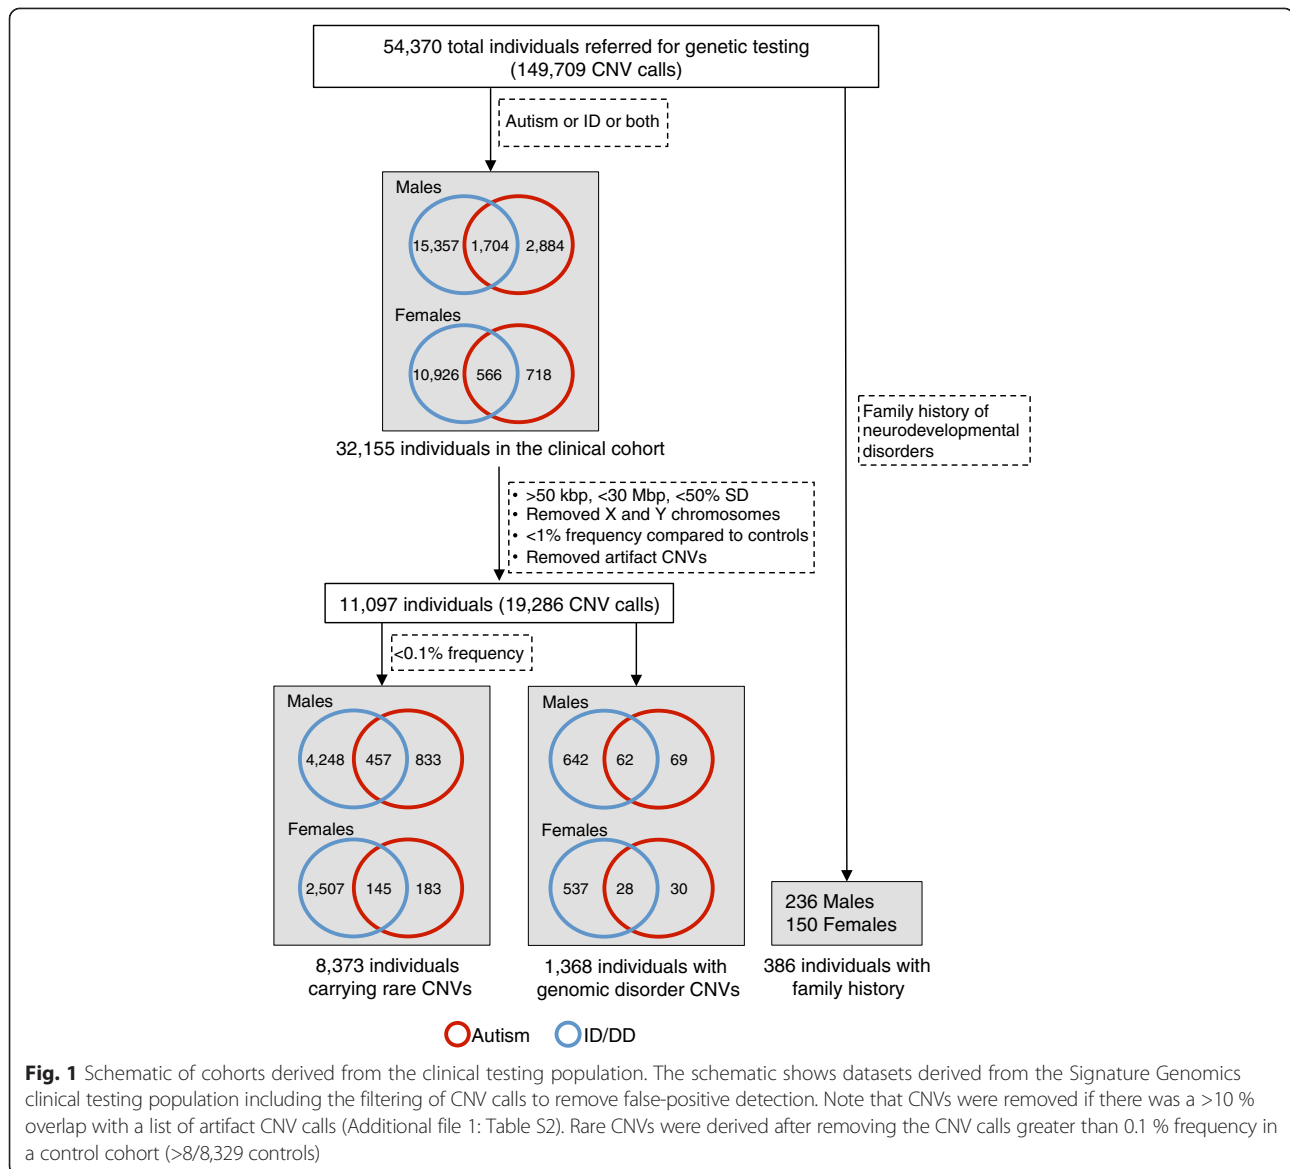 54,370 total individuals referred for genetic testing
(149,709 CNV calls)
Autism or ID or both
Males
15,357 1,704 2,884
Females
10,926 566 718
32,155 individuals in the clinical cohort
Family history of
neurodevelopmental
disorders
• >50 kbp, <30 Mbp, <50% SD
• Removed X and Y chromosomes
• <1% frequency compared to controls
• Removed artifact CNVs
11,097 individuals (19,286 CNV calls)
<0.1% frequency
Males
4,248 457 833
Females
2,507 145 183
8,373 individuals
carrying rare CNVs
Males
642 62 69
Females
537 28 30
1,368 individuals with
genomic disorder CNVs
236 Males
150 Females
386 individuals with
family history
Autism ID/DD
Fig. 1 Schematic of cohorts derived from the clinical testing population. The schematic shows datasets derived from the Signature Genomics
clinical testing population including the filtering of CNV calls to remove false-positive detection. Note that CNVs were removed if there was a >10 %
overlap with a list of artifact CNV calls (Additional file 1: Table S2). Rare CNVs were derived after removing the CNV calls greater than 0.1 % frequency in
a control cohort (>8/8,329 controls)